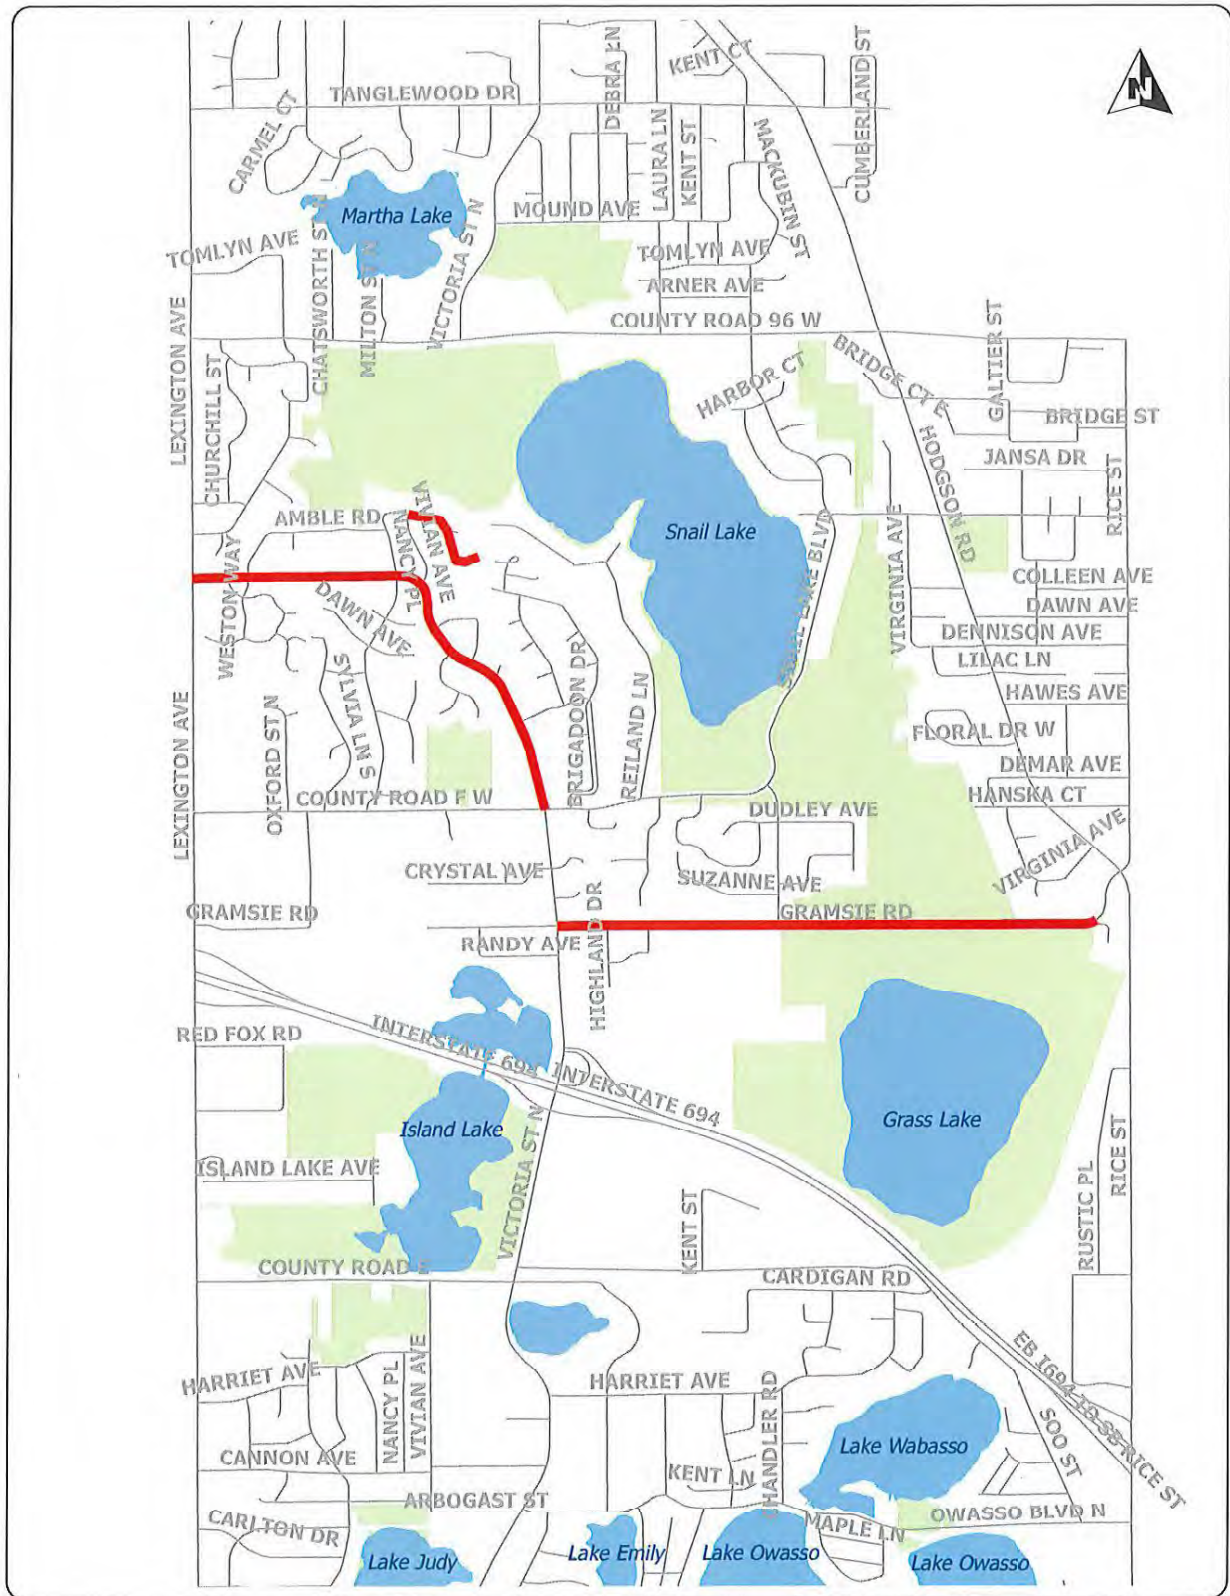 DEBRA LN
KENT CT
CUMBERLAND ST
N
TANGLEWOOD DR
CARMEL CT
LAURA LN
KENT ST
MACKUBIN ST
Martha Lake
MOUND AVE
TOMLYN AVE
CHATSWORTH ST N
MILTON ST N
VICTORIA ST N
TOMLYN AVE
ARNER AVE
COUNTY ROAD 96 W
LEXINGTON AVE
CHURCHILL ST
HARBOR CT
BRIDGE CT E
GALTIER ST
BRIDGE ST
HODGSON RD
JANSA DR
RICE ST
AMBLE RD
NANCY PL
VIVIAN AVE
Snail Lake
SNAIL LAKE BLVD
VIRGINIA AVE
COLLEEN AVE
WESTON WAY
DAWN AVE
DAWN AVE
DENNISON AVE
LILAC LN
SYLVIA LN S
BRIGADOON DR
REILAND LN
HAWES AVE
OXFORD ST N
LEXINGTON AVE
FLORAL DR W
DEMAR AVE
COUNTY ROAD F W
HANSKA CT
DUDLEY AVE
VIRGINIA AVE
CRYSTAL AVE
SUZANNE AVE
GRAMSIE RD
HIGHLAND DR
GRAMSIE RD
RANDY AVE
RED FOX RD
INTERSTATE 694
INTERSTATE 694
Island Lake
Grass Lake
VICTORIA ST N
ISLAND LAKE AVE
RICE ST
RUSTIC PL
KENT ST
COUNTY ROAD E
CARDIGAN RD
HARRIET AVE
NANCY PL
VIVIAN AVE
HARRIET AVE
CHANDLER RD
EB I694 TO SB RICE ST
SOO ST
Lake Wabasso
CANNON AVE
KENT LN
ARBOGAST ST
CARLTON DR
MAPLE LN
OWASSO BLVD N
Lake Judy
Lake Emily
Lake Owasso
Lake Owasso